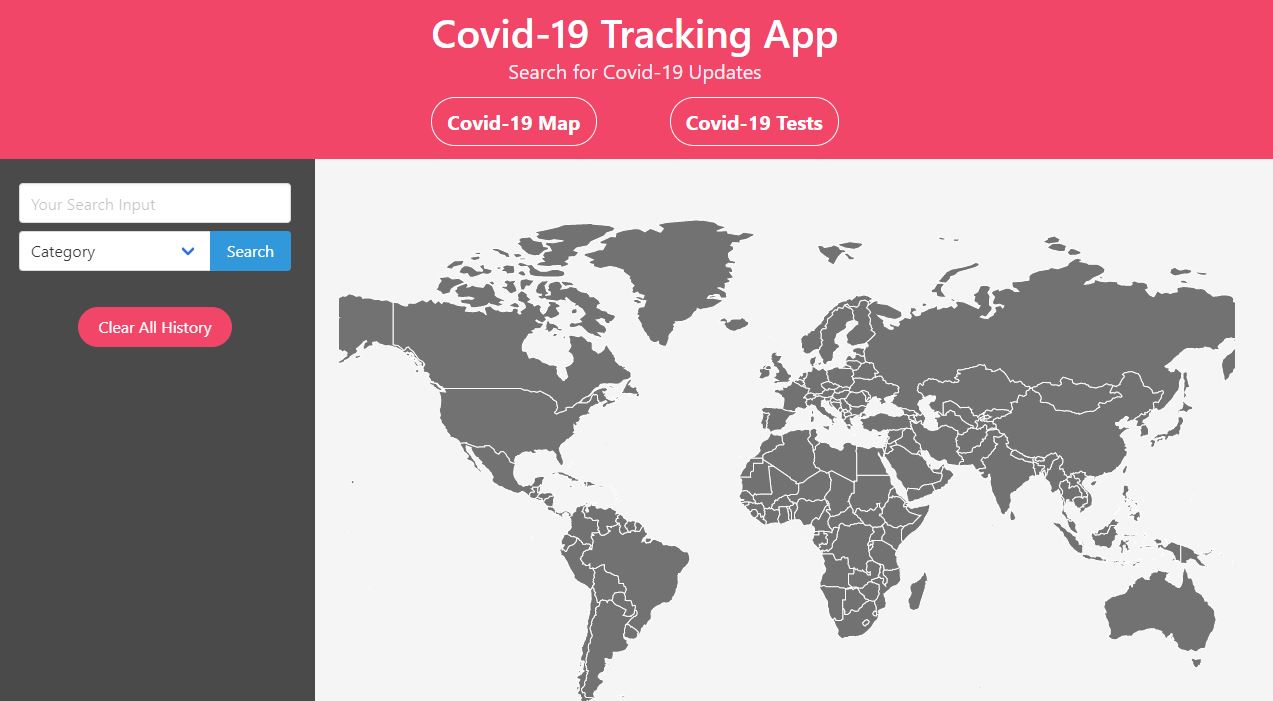 Covid-19 Tracking App
Search for Covid-19 Updates
Covid-19 Map
Covid-19 Tests
Your Search Input
Category
Search
Clear All History